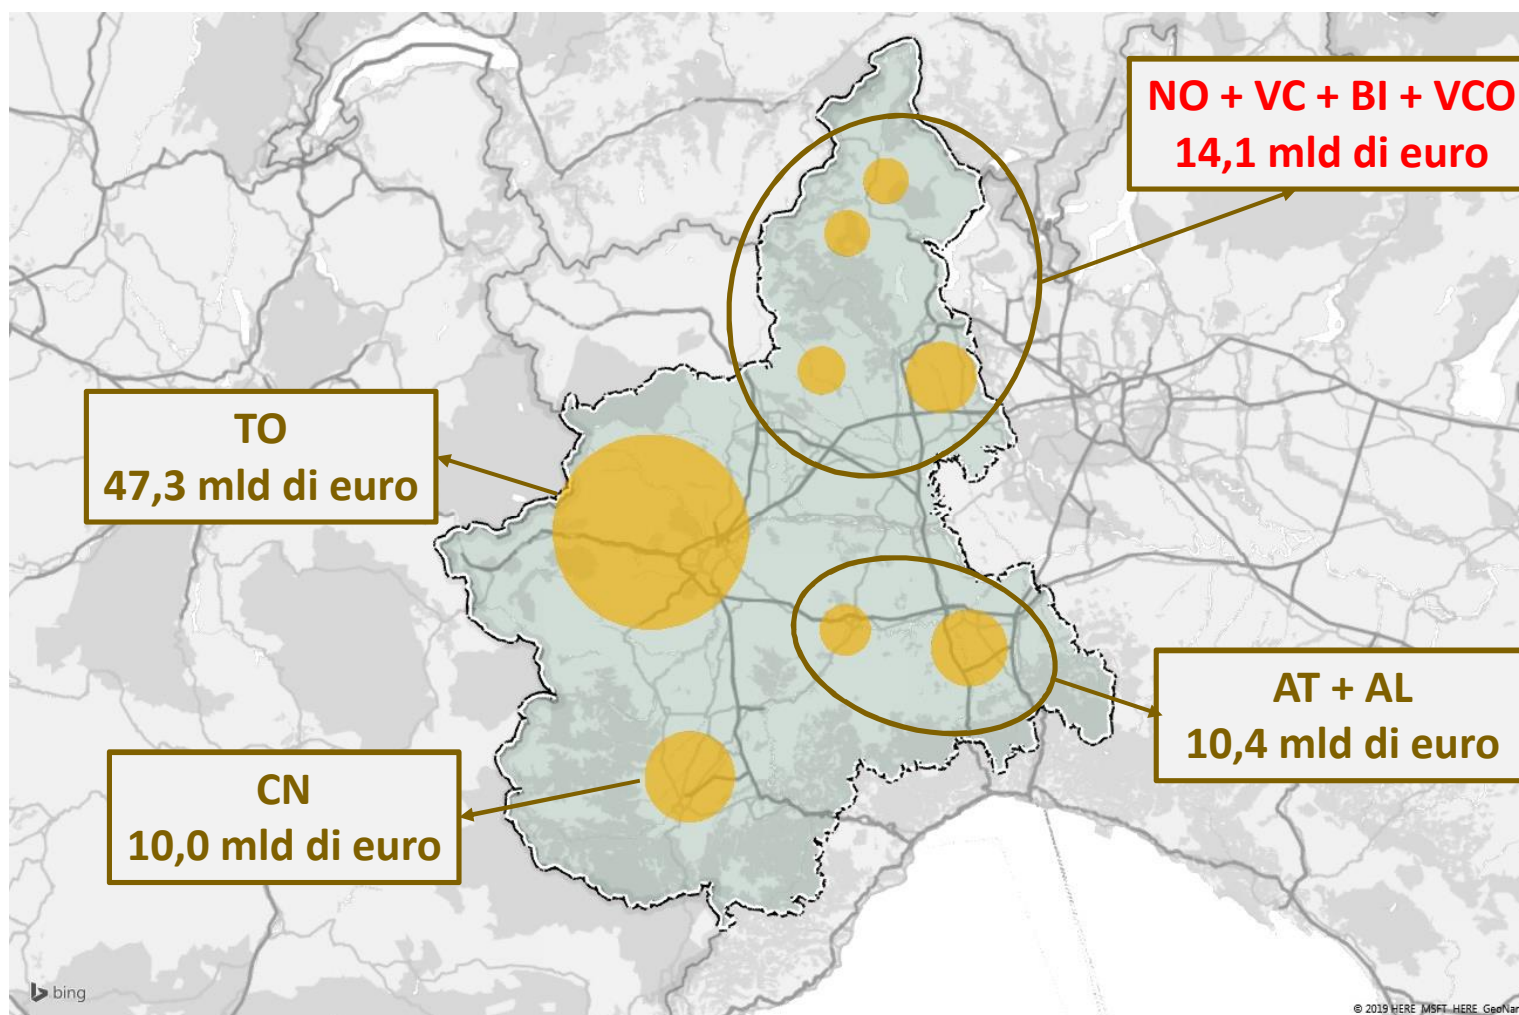 NO + VC + BI + VCO
14,1 mld di euro
TO
47,3 mld di euro
AT + AL
10,4 mld di euro
CN
10,0 mld di euro
bing
© 2019 HERE MSFT HERE GeoNar